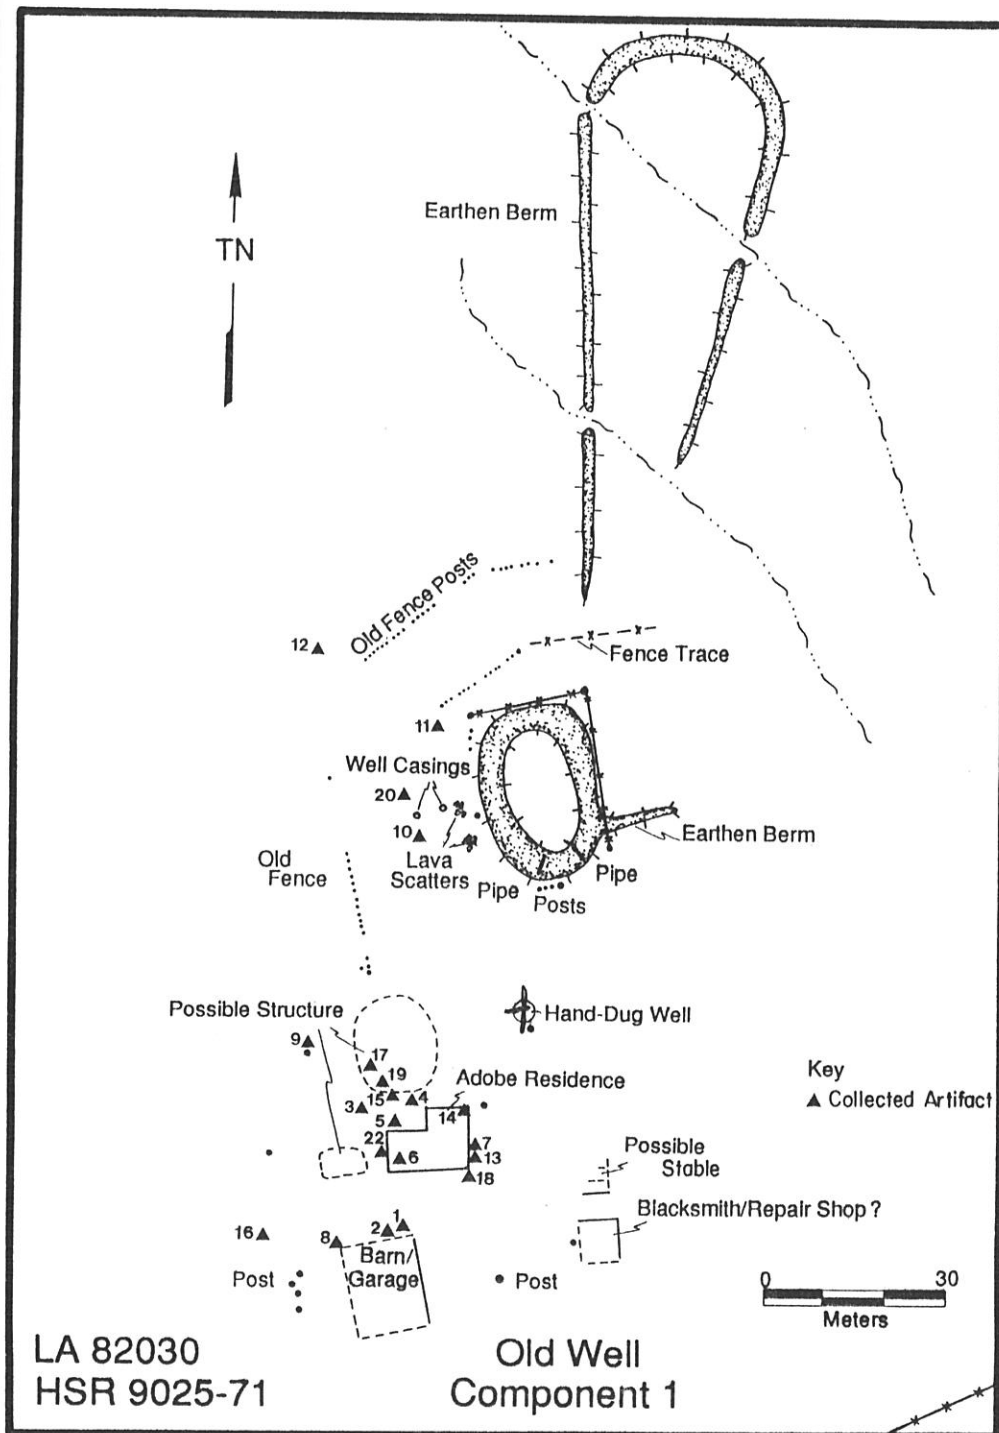 Earthen Berm
TN
Old Fence Posts
12
Fence Trace
11
Well Casings
20
10
Earthen Berm
Lava
Scatters
Old
Fence
Pipe
Pipe
Posts
Possible Structure
Hand-Dug Well
9
17
19
Adobe Residence
Key
Collected Artifact
15
4
3
14
5
22
7
6
13
18
Possible
Stable
Blacksmith/Repair Shop ?
1
2
16
8
Barn/
Garage
Post
Post
0 30
Meters
LA 82030
HSR 9025-71
Old Well
Component 1